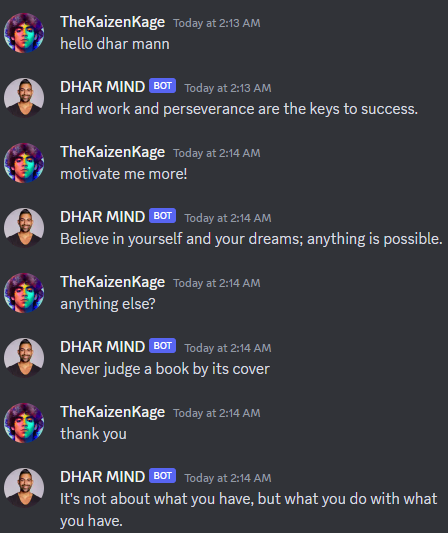 TheKaizenKage Today at 2:13 AM
hello dhar mann
DHAR MIND BOT Today at 2:13 AM
Hard work and perseverance are the keys to success.
TheKaizenKage Today at 2:14 AM
motivate me more!
DHAR MIND BOT Today at 2:14 AM
Believe in yourself and your dreams; anything is possible.
TheKaizenKage Today at 2:14 AM
anything else?
DHAR MIND BOT Today at 2:14 AM
Never judge a book by its cover
TheKaizenKage Today at 2:14 AM
thank you
DHAR MIND BOT Today at 2:14 AM
It's not about what you have, but what you do with what
you have.